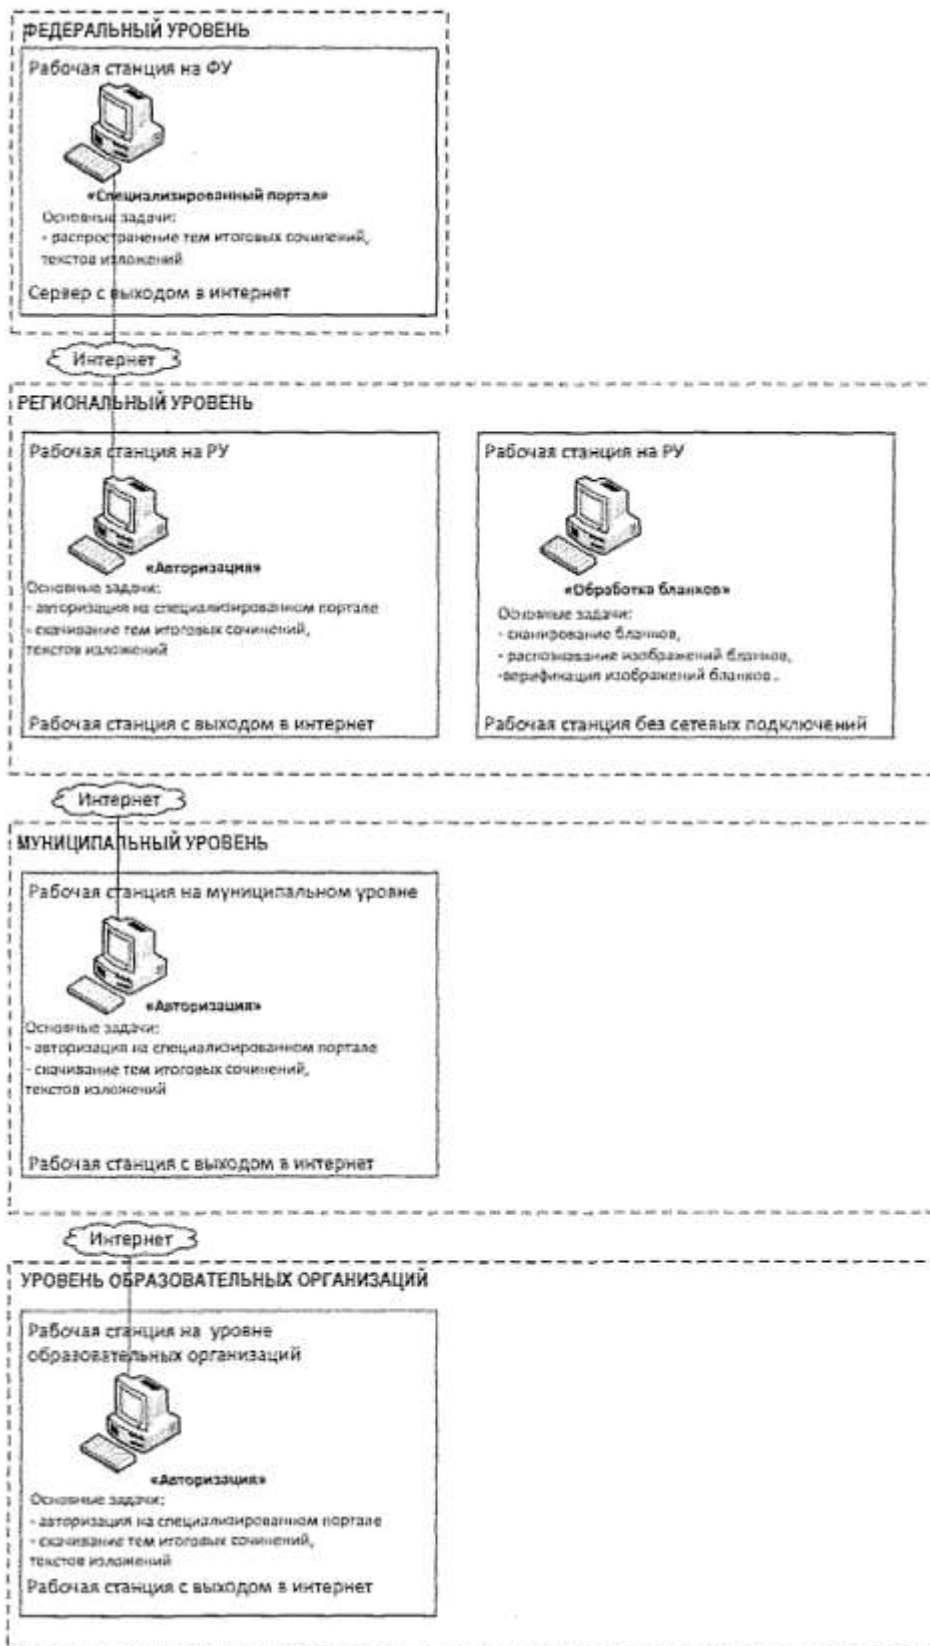 ФЕДЕРАЛЬНЫЙ УРОВЕНЬ
Рабочая станция на ФУ
«Специализированный портал»
Основные задачи:
- распространение тем итоговых сочинений,
текстов изложений
Сервер с выходом в интернет
Интернет
РЕГИОНАЛЬНЫЙ УРОВЕНЬ
Рабочая станция на РУ
«Авторизация»
Основные задачи:
- авторизация на специализированном портале
- скачивание тем итоговых сочинений,
текстов изложений
Рабочая станция с выходом в интернет
Рабочая станция на РУ
«Обработка бланков»
Основные задачи:
- сканирование бланков,
- распознавание изображений бланков,
-верификация изображений бланков.
Рабочая станция без сетевых подключений
Интернет
МУНИЦИПАЛЬНЫЙ УРОВЕНЬ
Рабочая станция на муниципальном уровне
«Авторизация»
Основные задачи:
- авторизация на специализированном портале
- скачивание тем итоговых сочинений,
текстов изложений
Рабочая станция с выходом в интернет
Интернет
УРОВЕНЬ ОБРАЗОВАТЕЛЬНЫХ ОРГАНИЗАЦИЙ
Рабочая станция на уровне
образовательных организаций
«Авторизация»
Основные задачи:
- авторизация на специализированном портале
- скачивание тем итоговых сочинений,
текстов изложений
Рабочая станция с выходом в интернет